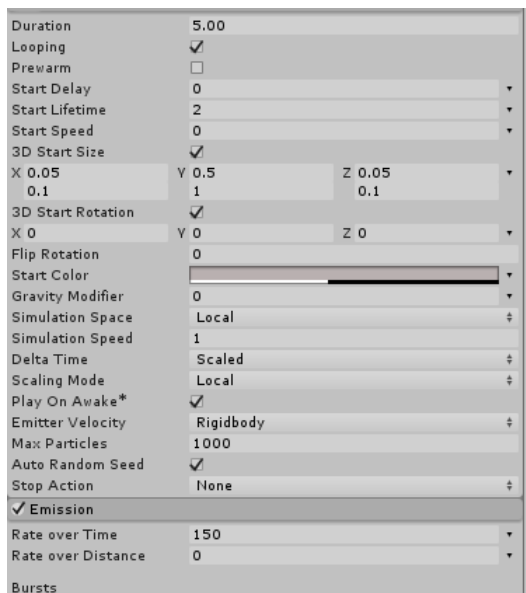 Duration 5.00
Looping
Prewarm
Start Delay 0
Start Lifetime 2
Start Speed 0
3D Start Size
X 0.05 Y 0.5 Z 0.05
0.1 1 0.1
3D Start Rotation
X 0 Y 0 Z 0
Flip Rotation 0
Start Color
Gravity Modifier 0
Simulation Space Local
Simulation Speed 1
Delta Time Scaled
Scaling Mode Local
Play On Awake*
Emitter Velocity Rigidbody
Max Particles 1000
Auto Random Seed
Stop Action None
Emission
Rate over Time 150
Rate over Distance 0
Bursts